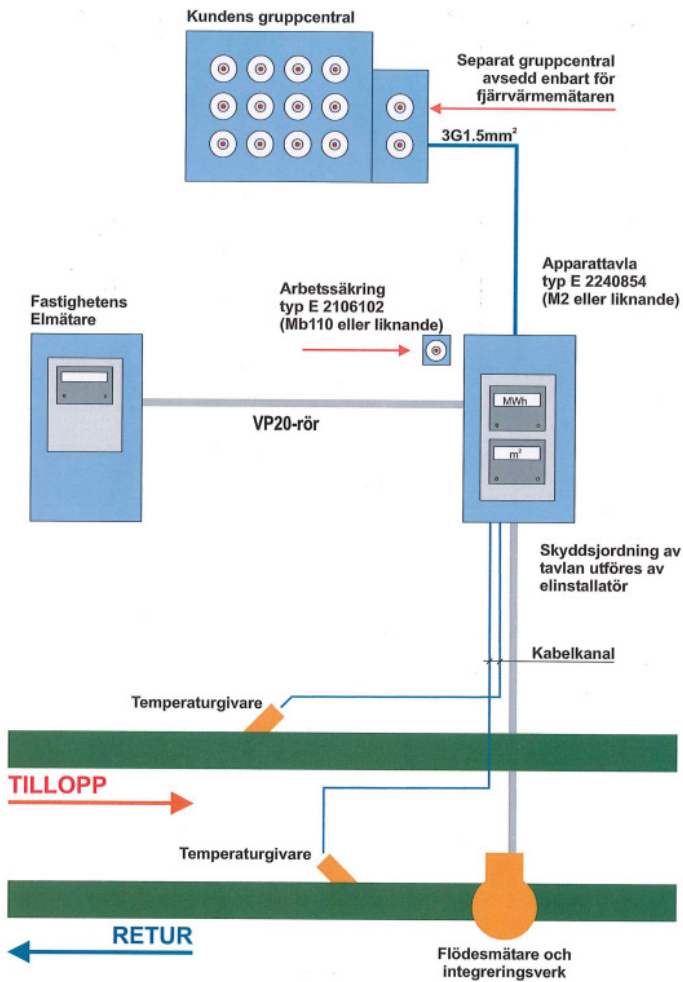 Kundens gruppcentral
Separat gruppcentral
avsedd enbart för
fjärrvärmemätaren
3G1.5mm²
Apparattavla
typ E 2240854
(M2 eller liknande)
Arbetssäkring
typ E 2106102
(Mb110 eller liknande)
Fastighetens
Elmätare
MWh
VP20-rör
m²
Skyddsjordning av
tavlan utföres av
elinstallatör
Kabelkanal
Temperaturgivare
TILLOPP
Temperaturgivare
RETUR
Flödesmätare och
integreringsverk